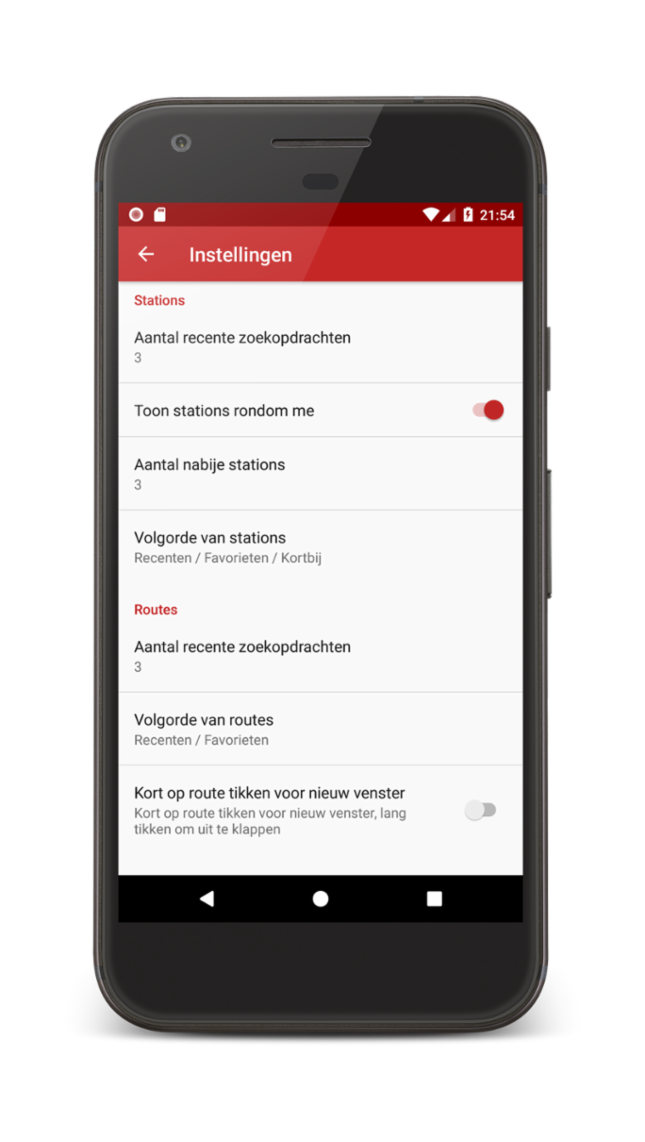 21:54
Instellingen
Stations
Aantal recente zoekopdrachten
3
Toon stations rondom me
Aantal nabije stations
3
Volgorde van stations
Recenten / Favorieten / Kortbij
Routes
Aantal recente zoekopdrachten
3
Volgorde van routes
Recenten / Favorieten
Kort op route tikken voor nieuw venster
Kort op route tikken voor nieuw venster, lang
tikken om uit te klappen